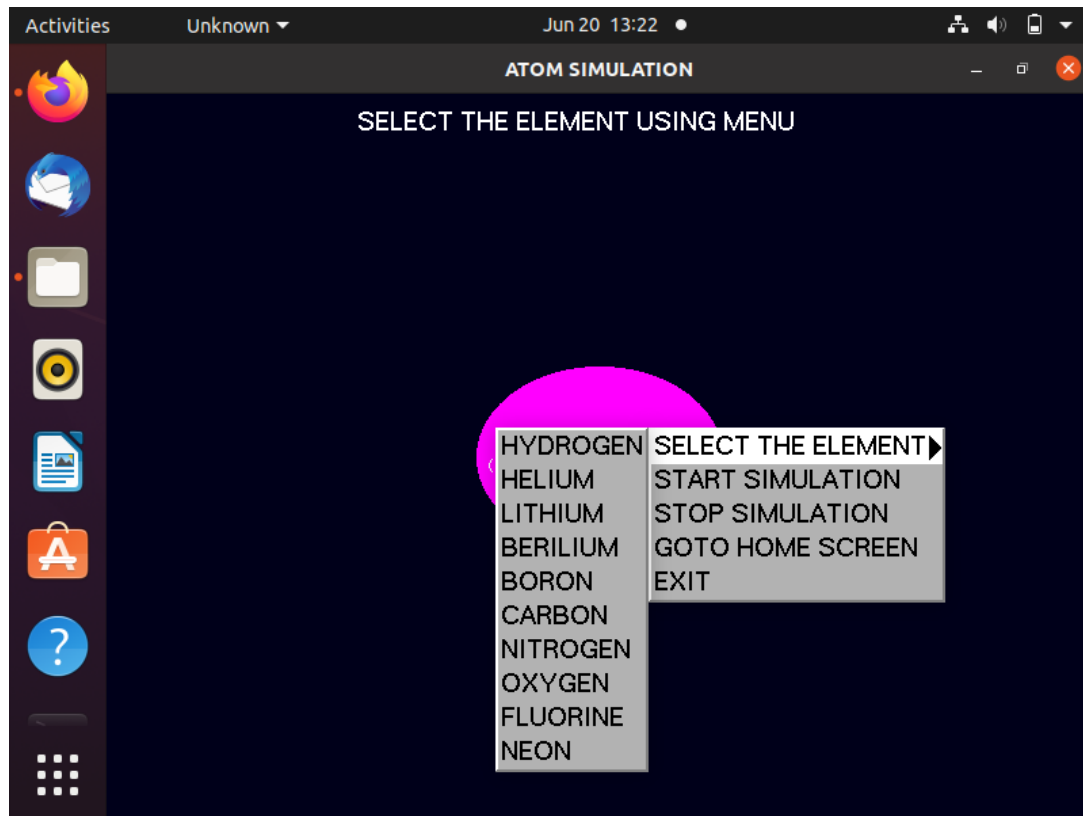 Activities Unknown Jun 20 13:22
ATOM SIMULATION
SELECT THE ELEMENT USING MENU
HYDROGEN
HELIUM
LITHIUM
BERILIUM
BORON
CARBON
NITROGEN
OXYGEN
FLUORINE
NEON
SELECT THE ELEMENT
START SIMULATION
STOP SIMULATION
GOTO HOME SCREEN
EXIT